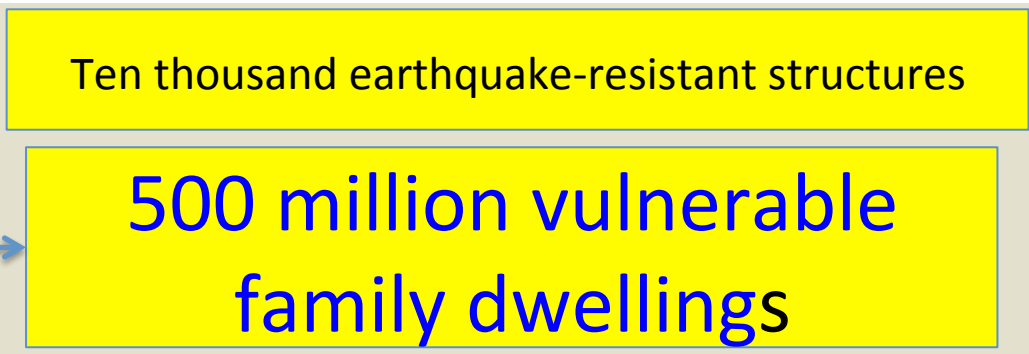 Ten thousand earthquake-resistant structures
500 million vulnerable
family dwellings